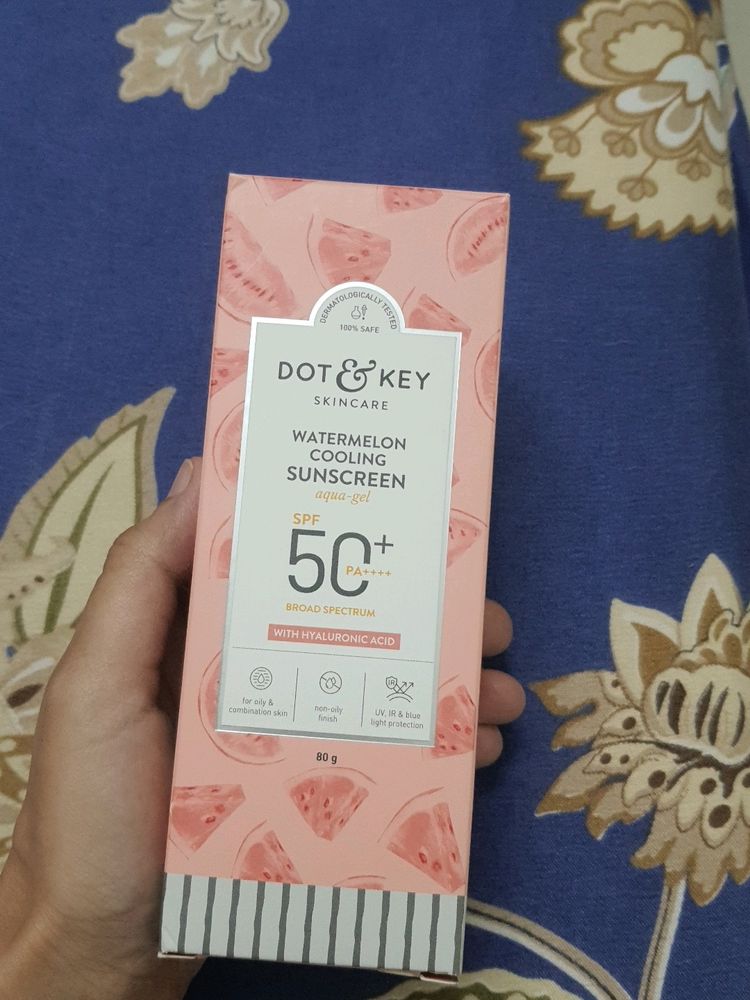 DERMATOLOGICALLY TESTED
100% SAFE
DOT & KEY
SKINCARE
WATERMELON
COOLING
SUNSCREEN
aqua-gel
SPF
50+
PA++++
BROAD SPECTRUM
WITH HYALURONIC ACID
for oily &
combination skin
non-oily
finish
IR
UV, IR & blue
light protection
80 g